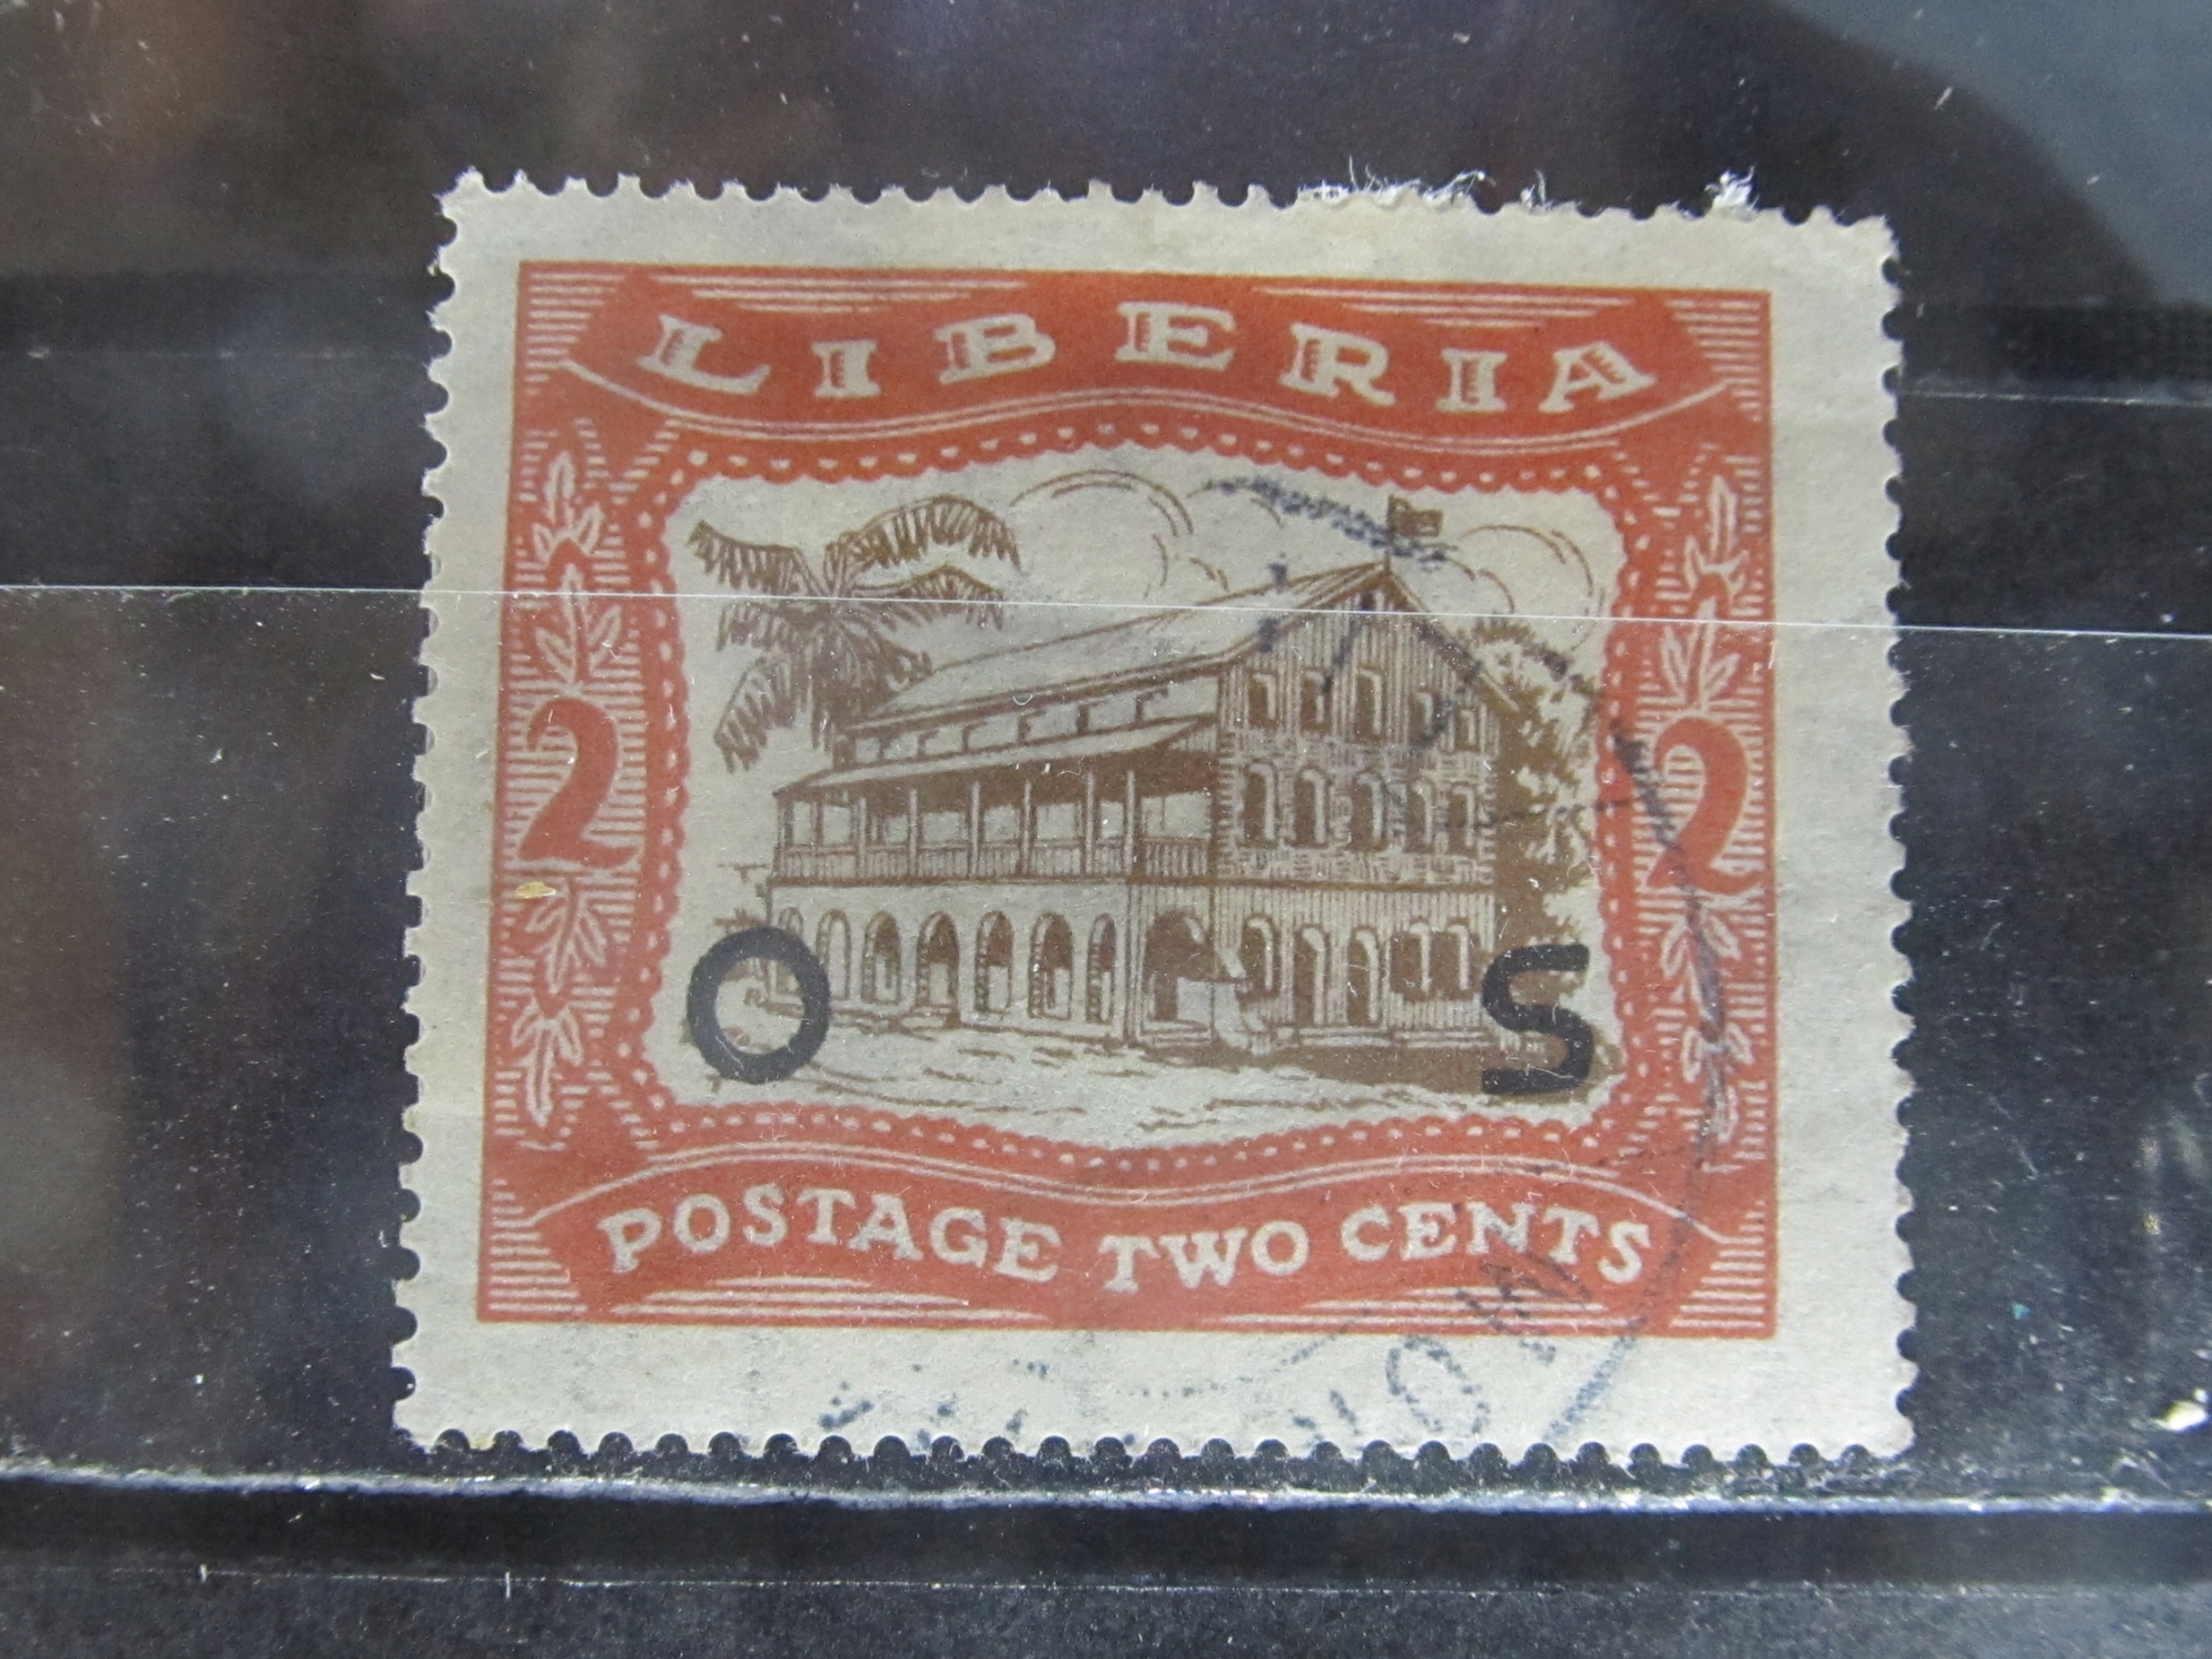 LIBERIA
2 2
O S
POSTAGE TWO CENTS